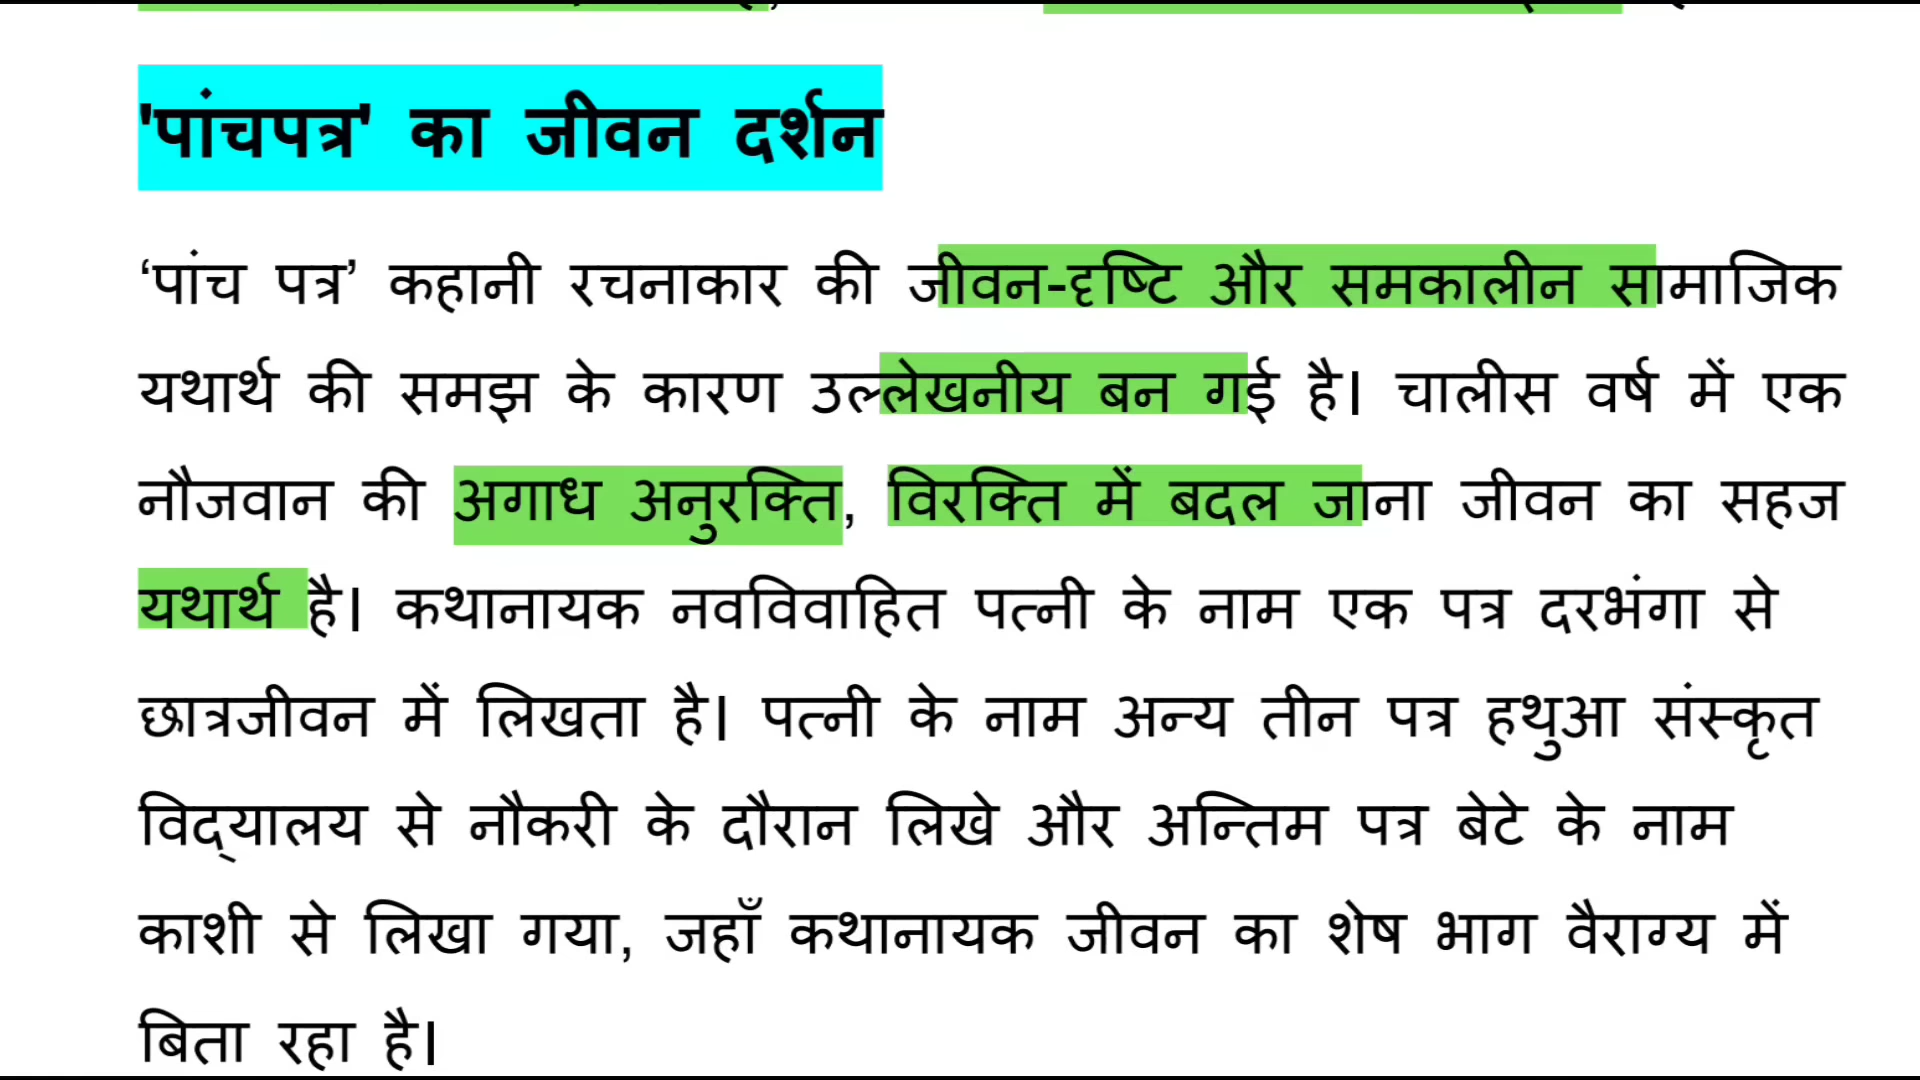 'पांचपत्र' का जीवन दर्शन
‘पांच पत्र’ कहानी रचनाकार की जीवन-दृष्टि और समकालीन सामाजिक
यथार्थ की समझ के कारण उल्लेखनीय बन गई है। चालीस वर्ष में एक
नौजवान की अगाध अनुरक्ति, विरक्ति में बदल जाना जीवन का सहज
यथार्थ है। कथानायक नवविवाहित पत्नी के नाम एक पत्र दरभंगा से
छात्रजीवन में लिखता है। पत्नी के नाम अन्य तीन पत्र हथुआ संस्कृत
विद्‌यालय से नौकरी के दौरान लिखे और अन्तिम पत्र बेटे के नाम
काशी से लिखा गया, जहाँ कथानायक जीवन का शेष भाग वैराग्य में
बिता रहा है।